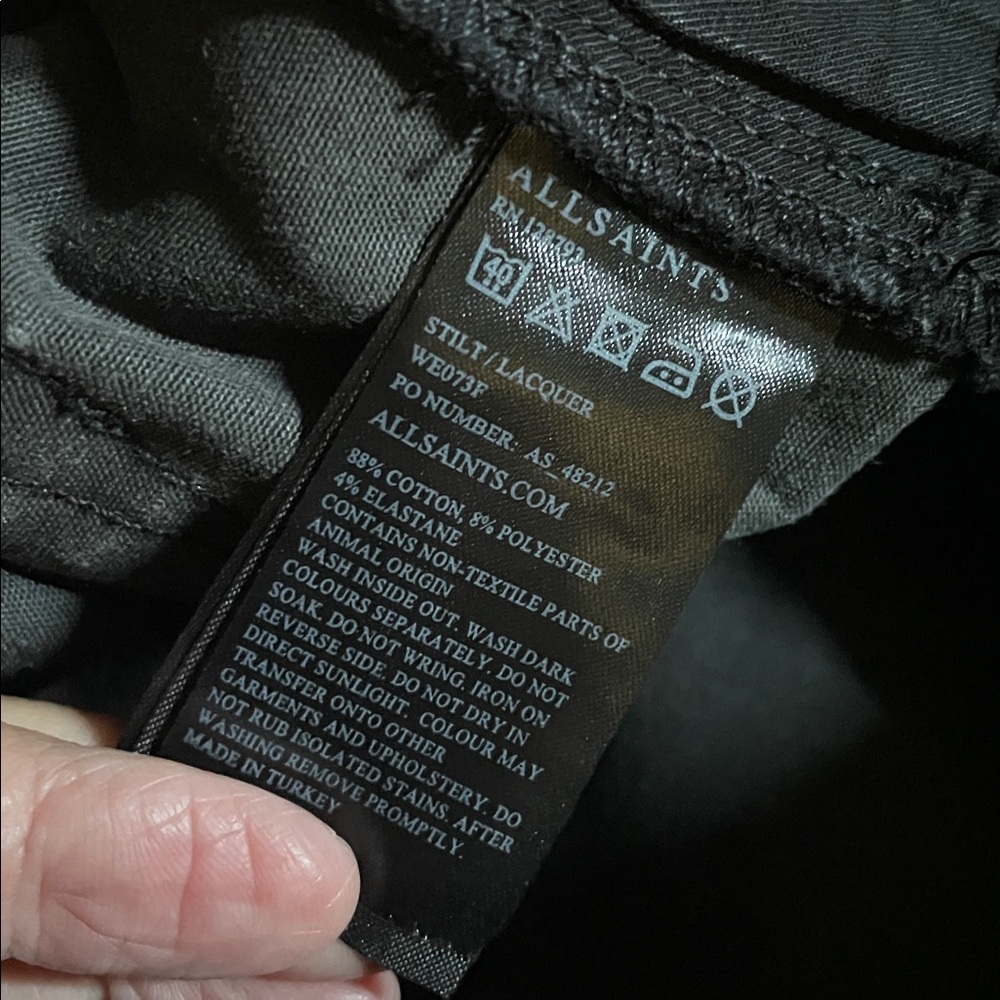 ALLSAINTS
RN 128793
40
STILT / LACQUER
WE073F
PO NUMBER. AS_48212
ALLSAINTS.COM
88% COTTON, 8% POLYESTER
4% ELASTANE
CONTAINS NON-TEXTILE PARTS OF
ANIMAL ORIGIN
WASH INSIDE OUT. WASH DARK
COLOURS SEPARATELY. DO NOT
SOAK. DO NOT WRING. IRON ON
REVERSE SIDE. DO NOT DRY IN
DIRECT SUNLIGHT. COLOUR MAY
TRANSFER ONTO OTHER
GARMENTS AND UPHOLSTERY. DO
NOT RUB ISOLATED STAINS. AFTER
WASHING REMOVE PROMPTLY.
MADE IN TURKEY